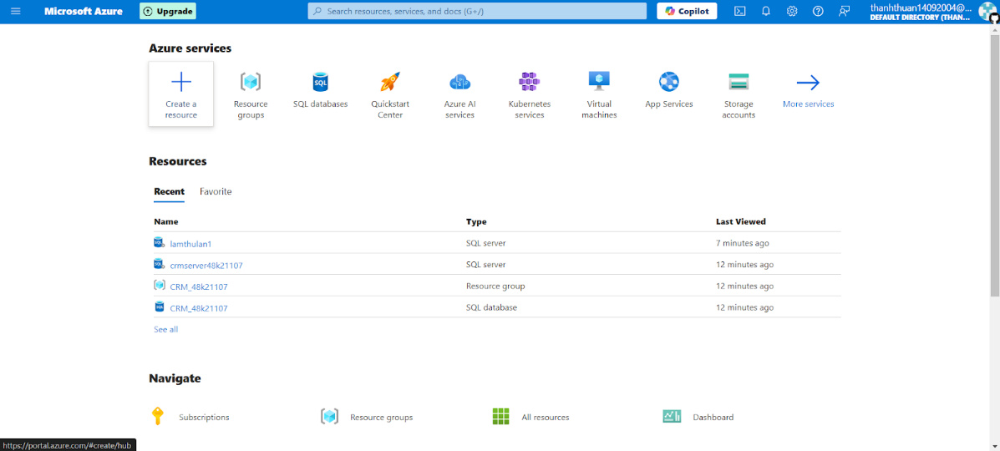 Microsoft Azure
Upgrade
Search resources, services, and docs (G+/)
Copilot
thanhthuan14092004@...
DEFAULT DIRECTORY (THAN...
Azure services
Create a resource
Resource groups
SQL databases
Quickstart Center
Azure AI services
Kubernetes services
Virtual machines
App Services
Storage accounts
More services
Resources
Recent Favorite
Name Type Last Viewed
lamthulan1 SQL server 7 minutes ago
crmserver48k21107 SQL server 12 minutes ago
CRM_48k21107 Resource group 12 minutes ago
CRM_48k21107 SQL database 12 minutes ago
See all
Navigate
Subscriptions Resource groups All resources Dashboard
https://portal.azure.com/#create/hub